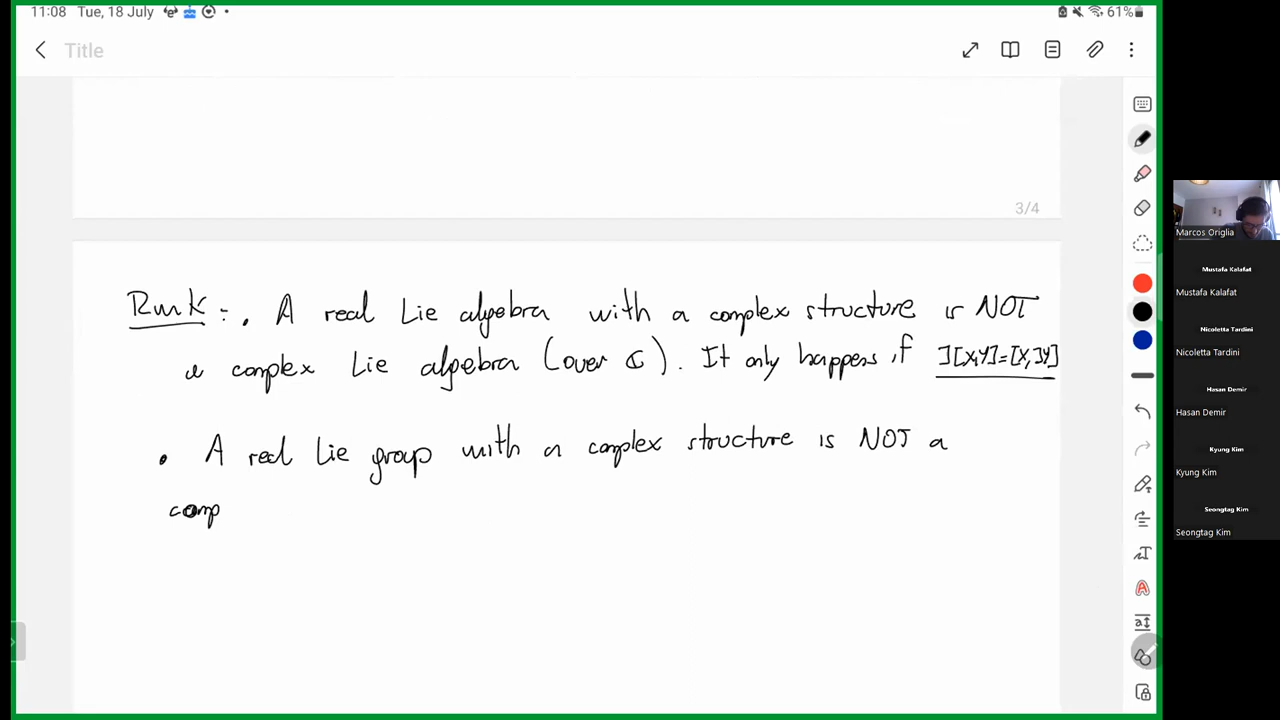 11:08 Tue, 18 July
61%
Title
3/4
Rmk: . A real Lie algebra with a complex structure is NOT
a complex Lie algebra (over ℂ). It only happens if J[X,Y]=[X,JY]
. A real Lie group with a complex structure is NOT a
comp
Marcos Origlia
Mustafa Kalafat
Mustafa Kalafat
Nicoletta Tardini
Nicoletta Tardini
Hasan Demir
Hasan Demir
Kyung Kim
Kyung Kim
Seongtag Kim
Seongtag Kim